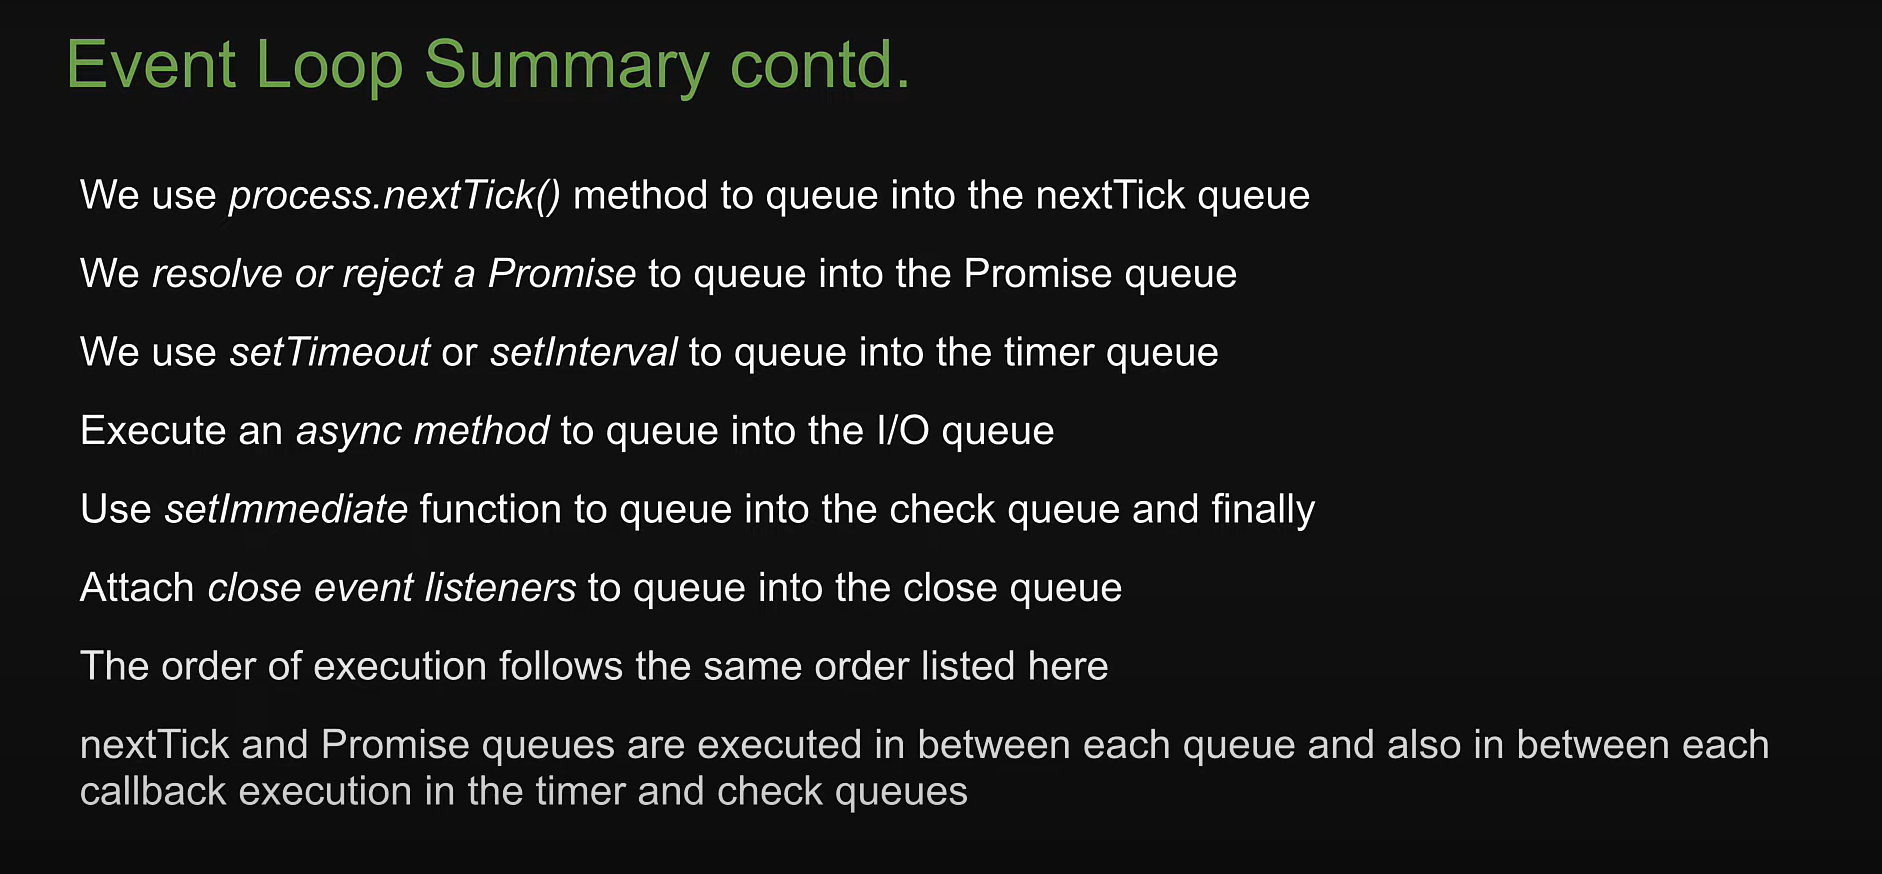 Event Loop Summary contd.
We use process.nextTick() method to queue into the nextTick queue
We resolve or reject a Promise to queue into the Promise queue
We use setTimeout or setInterval to queue into the timer queue
Execute an async method to queue into the I/O queue
Use setImmediate function to queue into the check queue and finally
Attach close event listeners to queue into the close queue
The order of execution follows the same order listed here
nextTick and Promise queues are executed in between each queue and also in between each
callback execution in the timer and check queues